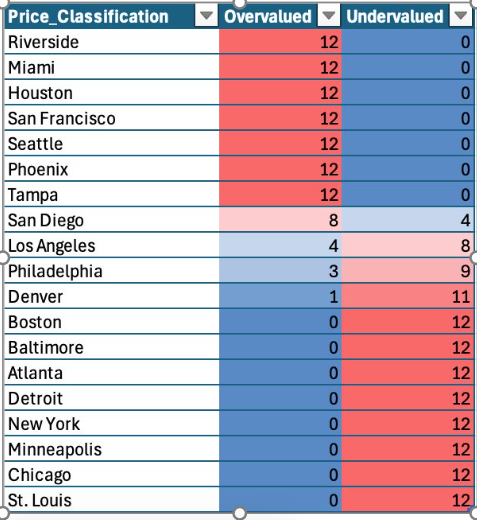 Price_Classification Overvalued Undervalued
Riverside 12 0
Miami 12 0
Houston 12 0
San Francisco 12 0
Seattle 12 0
Phoenix 12 0
Tampa 12 0
San Diego 8 4
Los Angeles 4 8
Philadelphia 3 9
Denver 1 11
Boston 0 12
Baltimore 0 12
Atlanta 0 12
Detroit 0 12
New York 0 12
Minneapolis 0 12
Chicago 0 12
St. Louis 0 12